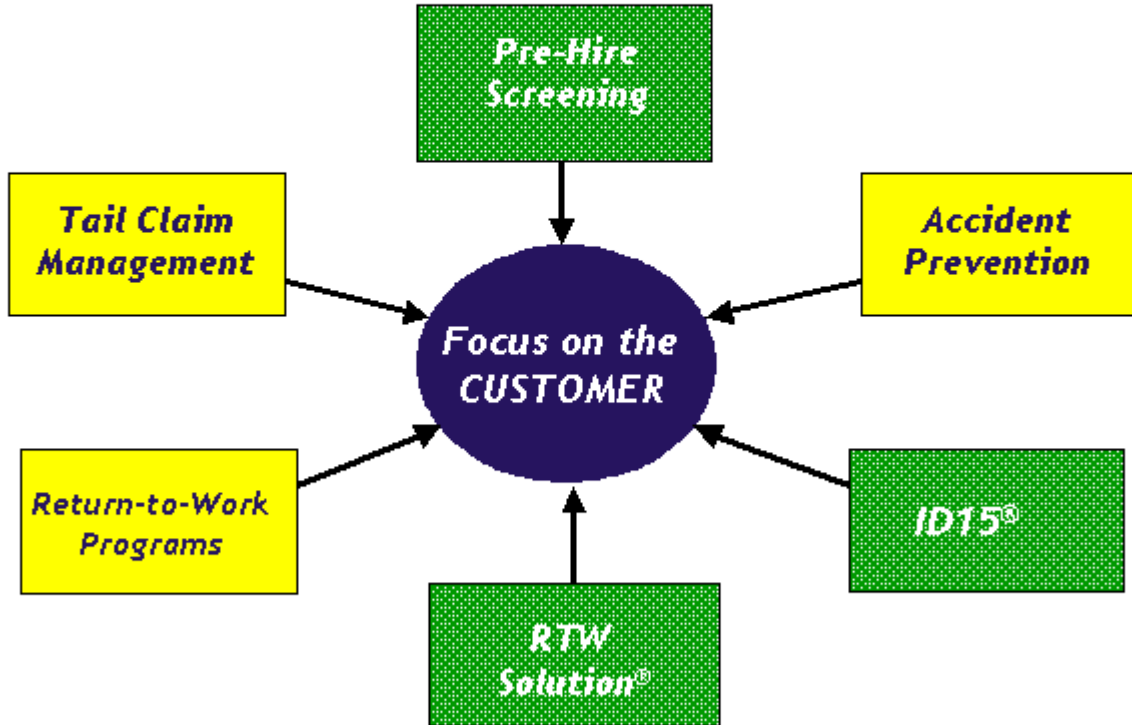 Pre-Hire
Screening
Tail Claim
Management
Accident
Prevention
Focus on the
CUSTOMER
Return-to-Work
Programs
ID15®
RTW
Solution®